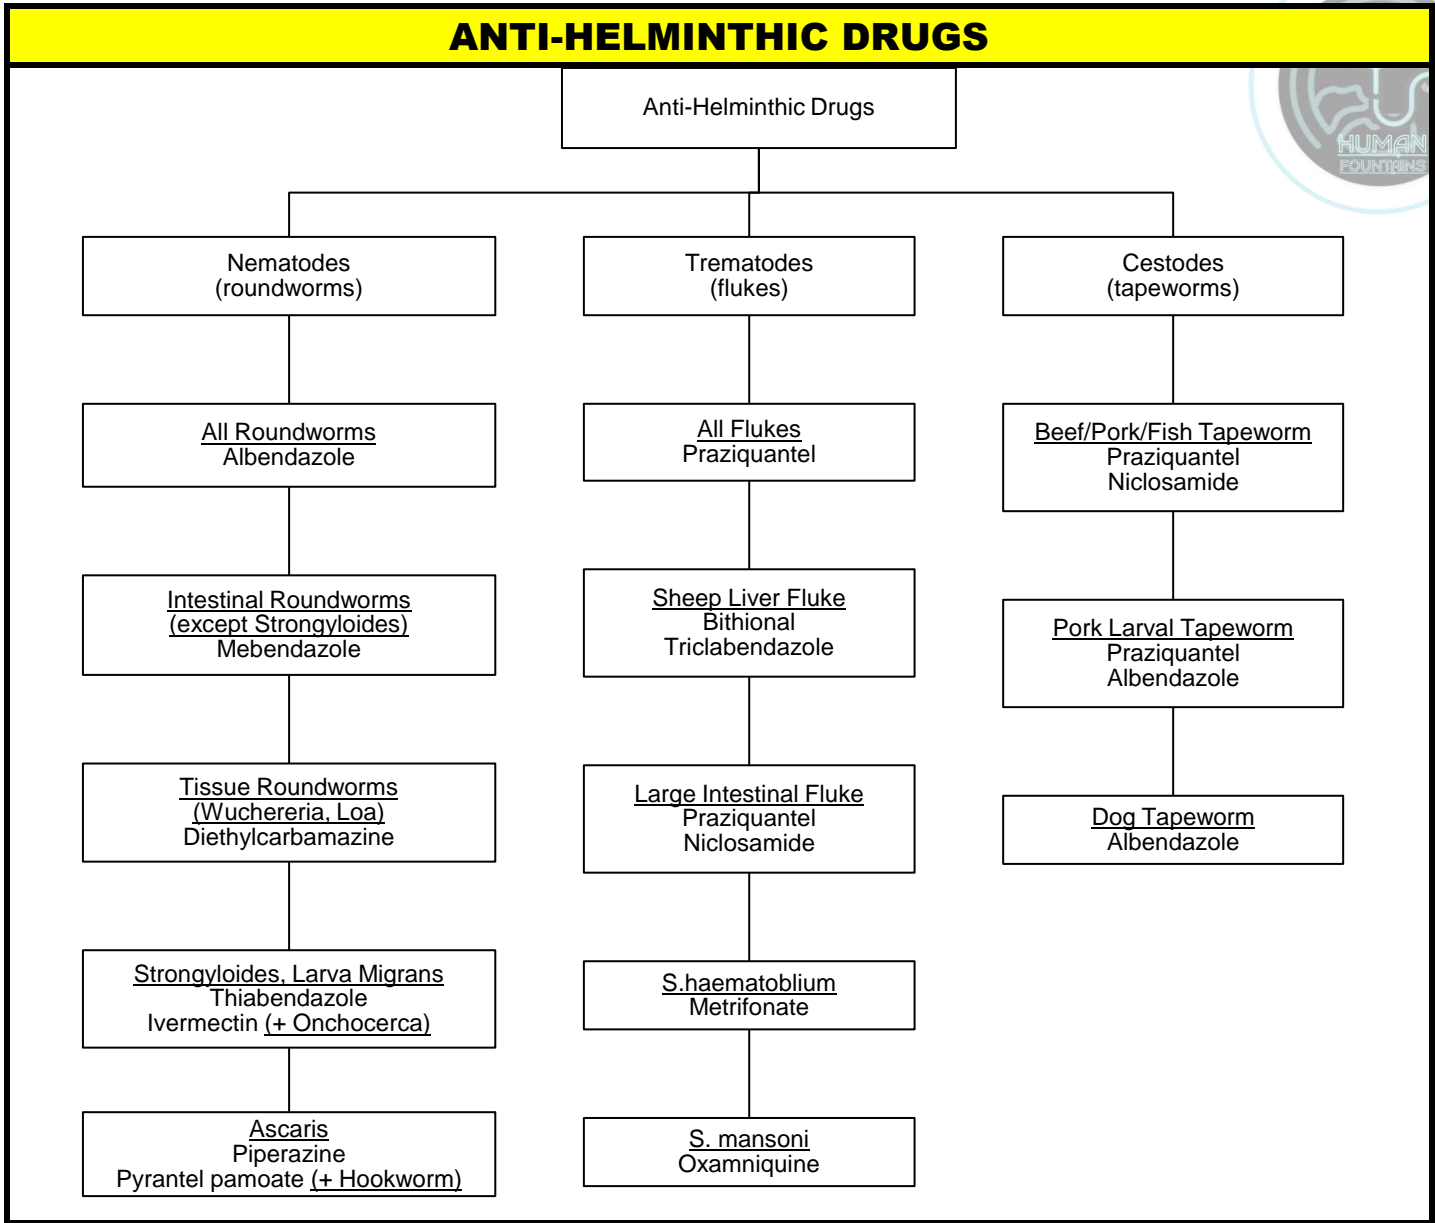 ANTI-HELMINTHIC DRUGS
Anti-Helminthic Drugs
HUMAN
FOUNTAINS
Nematodes
(roundworms)
All Roundworms
Albendazole
Intestinal Roundworms
(except Strongyloides)
Mebendazole
Tissue Roundworms
(Wuchereria, Loa)
Diethylcarbamazine
Strongyloides, Larva Migrans
Thiabendazole
Ivermectin (+ Onchocerca)
Ascaris
Piperazine
Pyrantel pamoate (+ Hookworm)
Trematodes
(flukes)
All Flukes
Praziquantel
Sheep Liver Fluke
Bithional
Triclabendazole
Large Intestinal Fluke
Praziquantel
Niclosamide
S.haematoblium
Metrifonate
S. mansoni
Oxamniquine
Cestodes
(tapeworms)
Beef/Pork/Fish Tapeworm
Praziquantel
Niclosamide
Pork Larval Tapeworm
Praziquantel
Albendazole
Dog Tapeworm
Albendazole